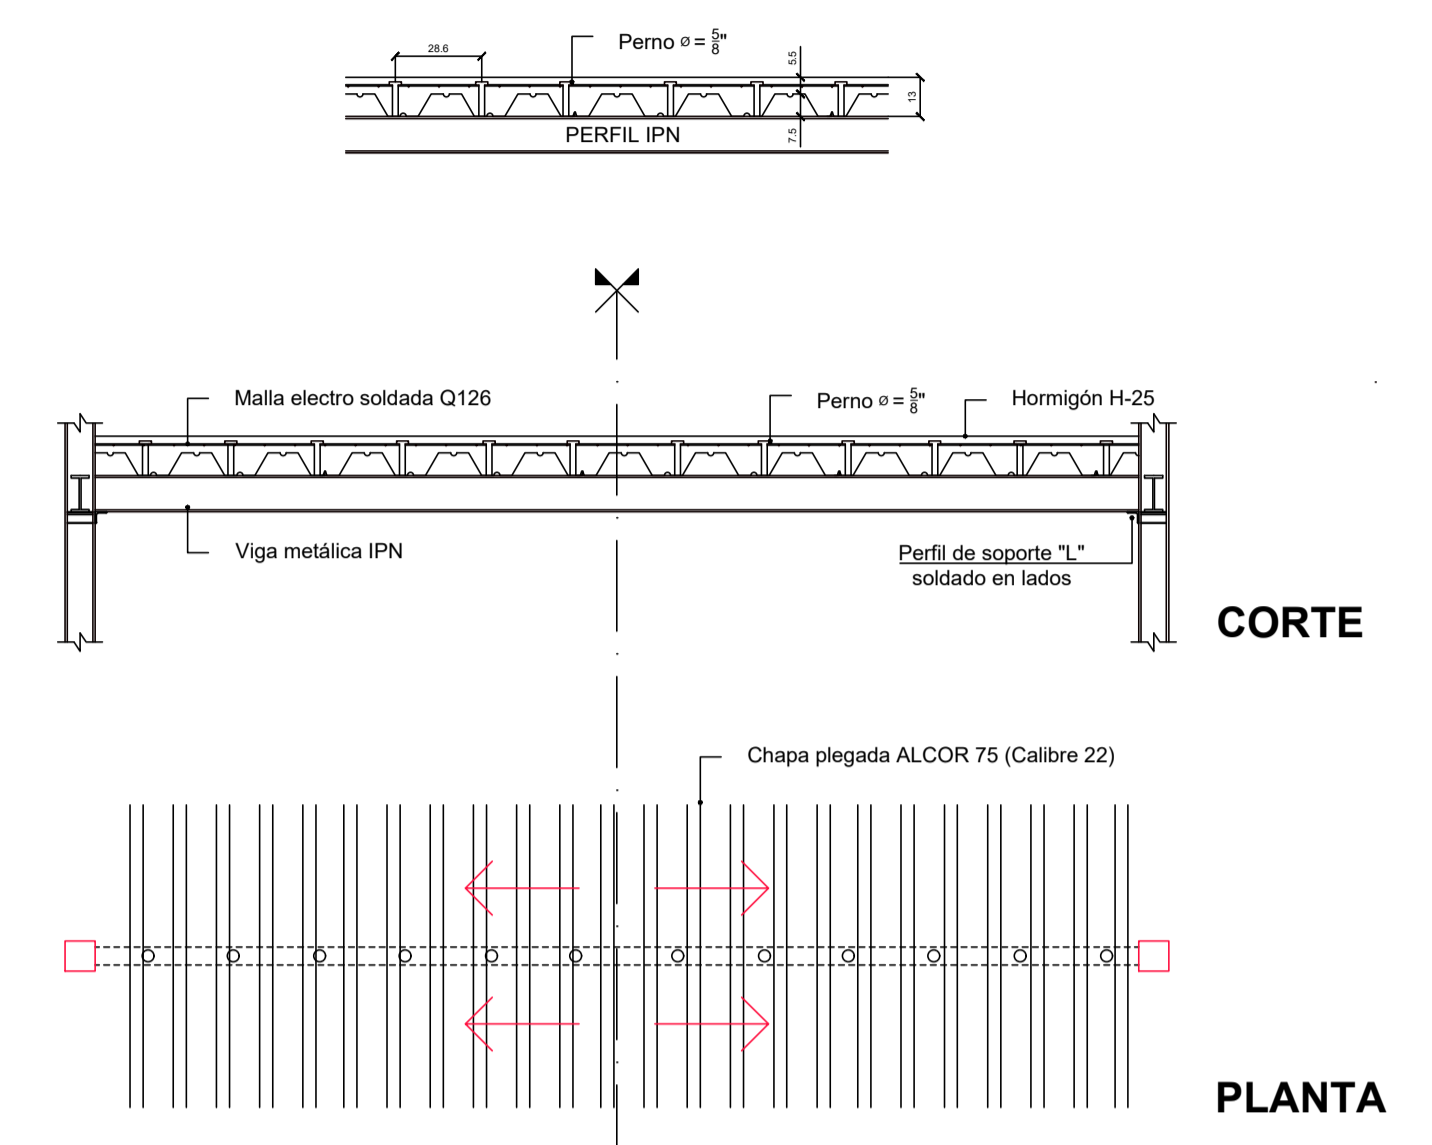 28.6
Perno ø = 5/8"
5.5
13
7.5
PERFIL IPN
Malla electro soldada Q126
Perno ø = 5/8"
Hormigón H-25
Viga metálica IPN
Perfil de soporte "L"
soldado en lados
CORTE
Chapa plegada ALCOR 75 (Calibre 22)
PLANTA